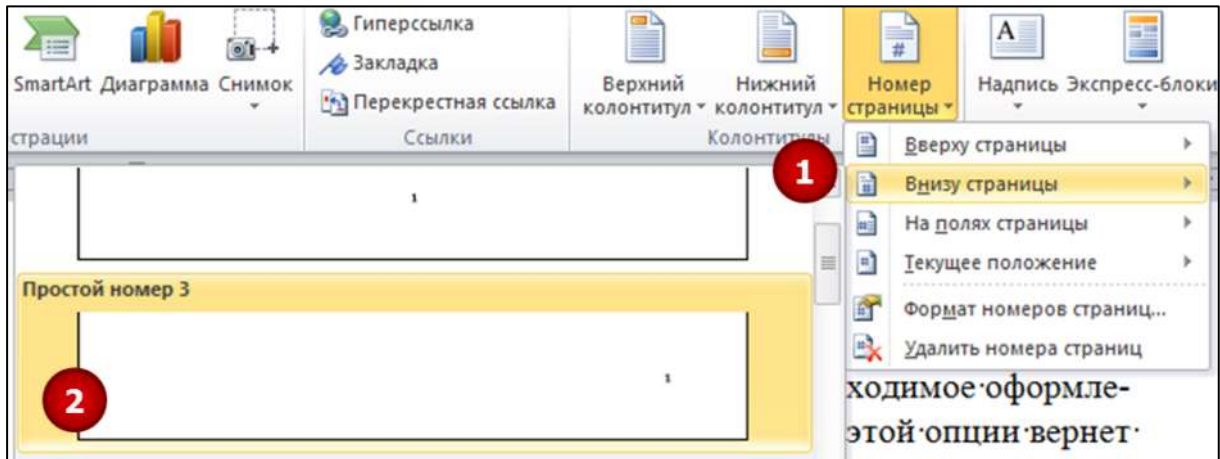 SmartArt Диаграмма Снимок
Гиперссылка
Закладка
Перекрестная ссылка
Верхний колонтитул
Нижний колонтитул
Номер страницы
Надпись Экспресс-блоки
страции
Ссылки
Колонтитулы
1
Вверху страницы
Внизу страницы
На полях страницы
Текущее положение
Формат номеров страниц...
Удалить номера страниц
1
Простой номер 3
1
2
ходимое·оформле-
этой·опции·вернет·